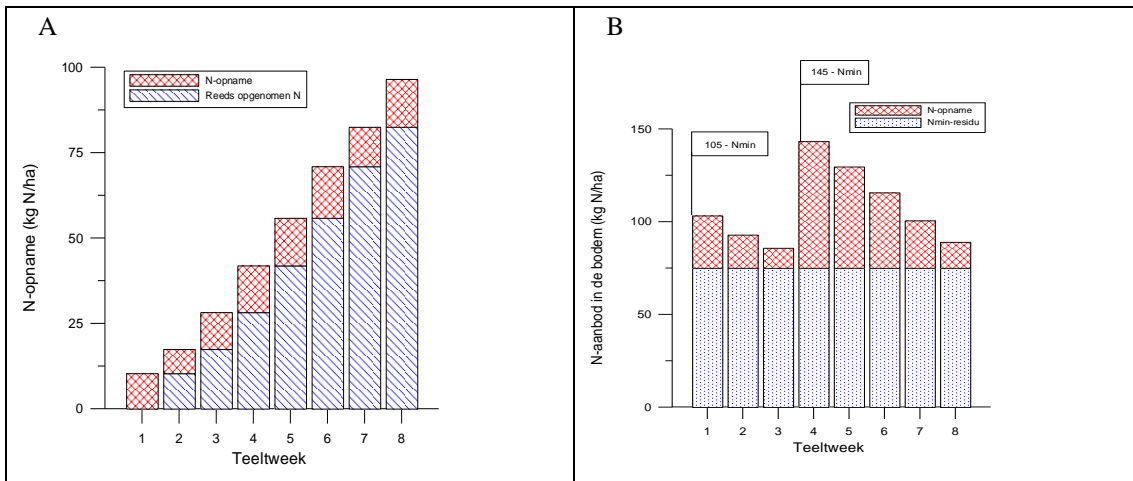 A
N-opname (kg N/ha)
100
75
50
25
0
N-opname
Reeds opgenomen N
1 2 3 4 5 6 7 8
Teeltweek
B
N-aanbod in de bodem (kg N/ha)
150
100
50
0
105 - Nmin
145 - Nmin
N-opname
Nmin-residu
1 2 3 4 5 6 7 8
Teeltweek